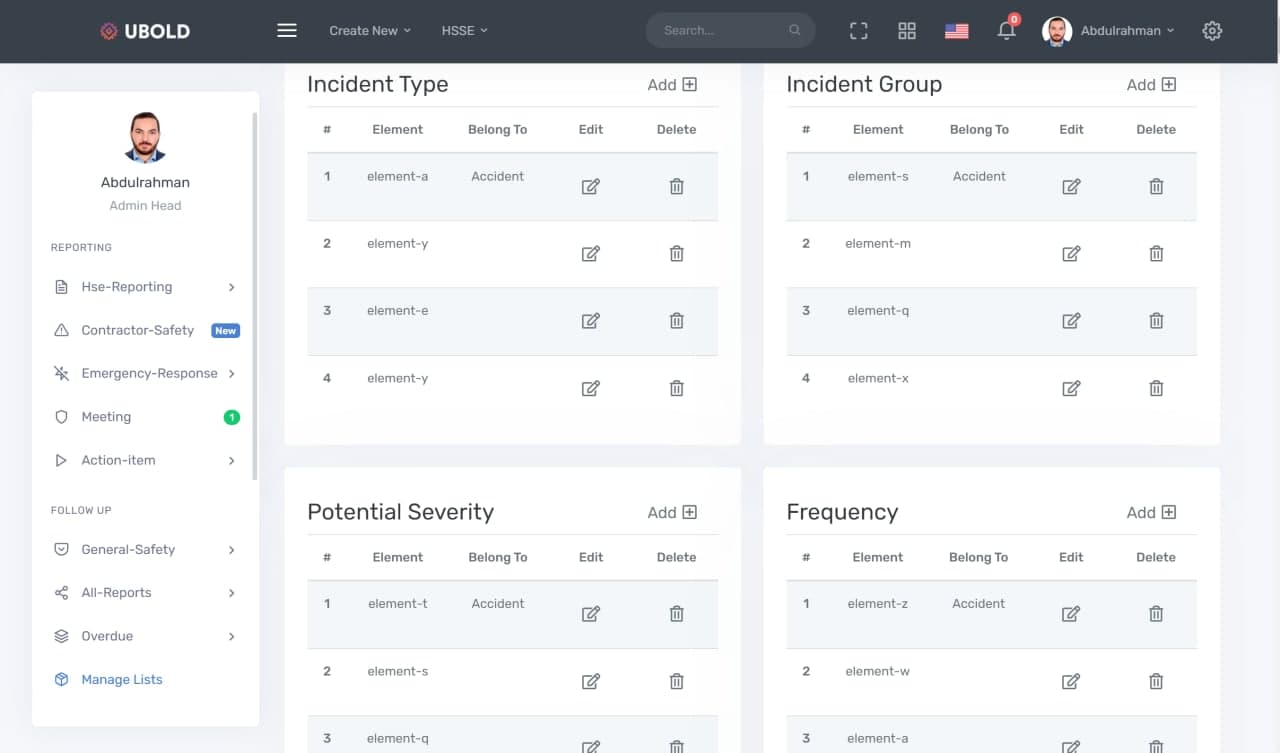 UBOLD
Create New
HSSE
Search...
0
Abdulrahman
Abdulrahman
Admin Head
REPORTING
Hse-Reporting
Contractor-Safety New
Emergency-Response
Meeting 1
Action-item
FOLLOW UP
General-Safety
All-Reports
Overdue
Manage Lists
Incident Type Add
# Element Belong To Edit Delete
1 element-a Accident
2 element-y
3 element-e
4 element-y
Incident Group Add
# Element Belong To Edit Delete
1 element-s Accident
2 element-m
3 element-q
4 element-x
Potential Severity Add
# Element Belong To Edit Delete
1 element-t Accident
2 element-s
3 element-q
Frequency Add
# Element Belong To Edit Delete
1 element-z Accident
2 element-w
3 element-a